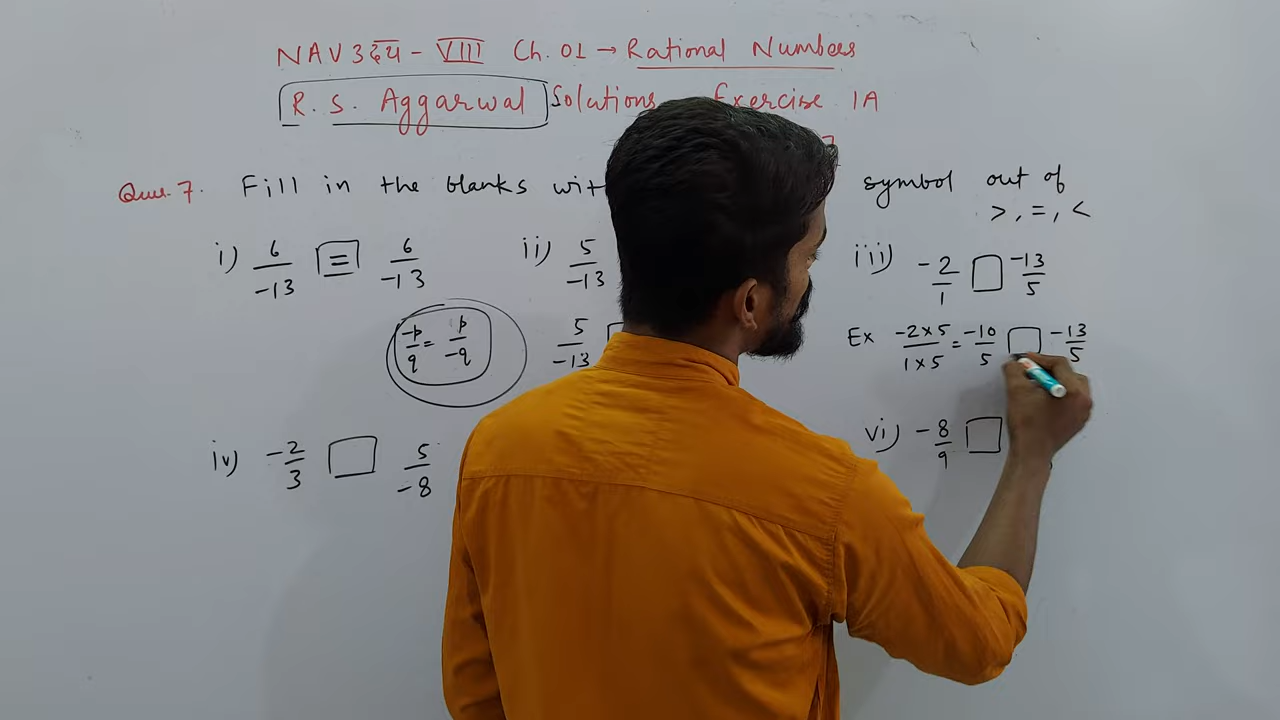 NAV उदय - VIII Ch. 01 → Rational Numbers
R. S. Aggarwal Solutions Exercise 1A
Que. 7. Fill in the blanks with symbol out of
>, =, <
i) 6/-13 = 6/-13 ii) 5/-13 iii) -2/1 □ -13/5
-p/q = p/-q 5/-13 Ex -2×5/1×5 = -10/5 □ -13/5
iv) -2/3 □ 5/-8 vi) -8/9 □